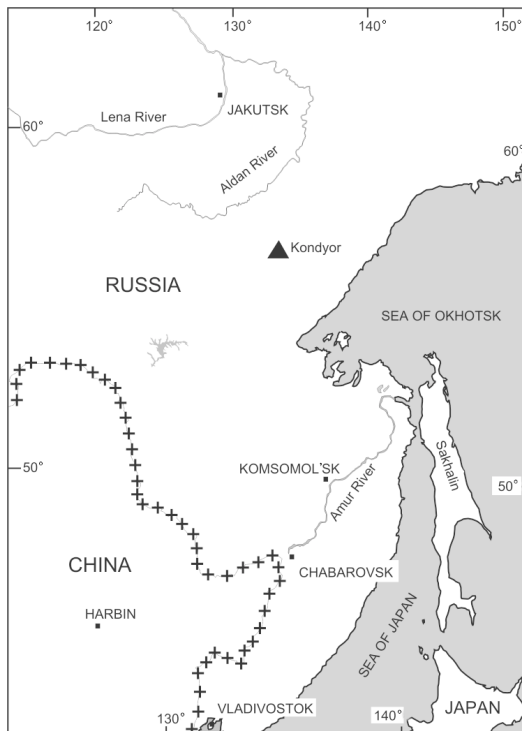 120°
130°
140°
150°
JAKUTSK
Lena River
60°
Aldan River
60°
Kondyor
RUSSIA
SEA OF OKHOTSK
50°
KOMSOMOL'SK
Amur River
Sakhalin
50°
CHINA
CHABAROVSK
HARBIN
SEA OF JAPAN
VLADIVOSTOK
JAPAN
130°
140°